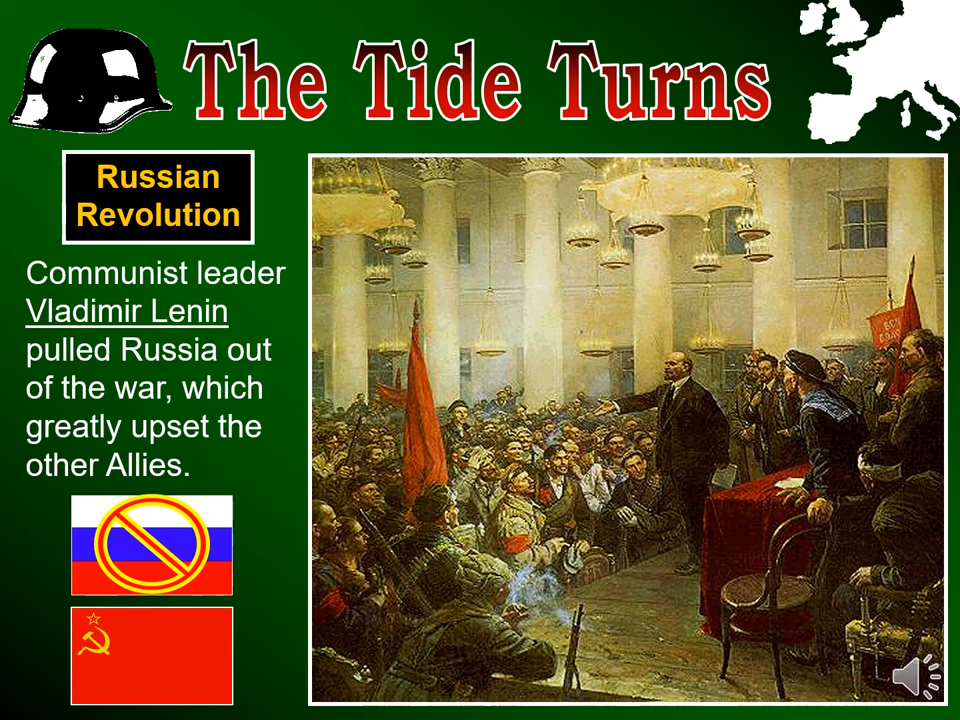 The Tide Turns
Russian
Revolution
Communist leader
Vladimir Lenin
pulled Russia out
of the war, which
greatly upset the
other Allies.